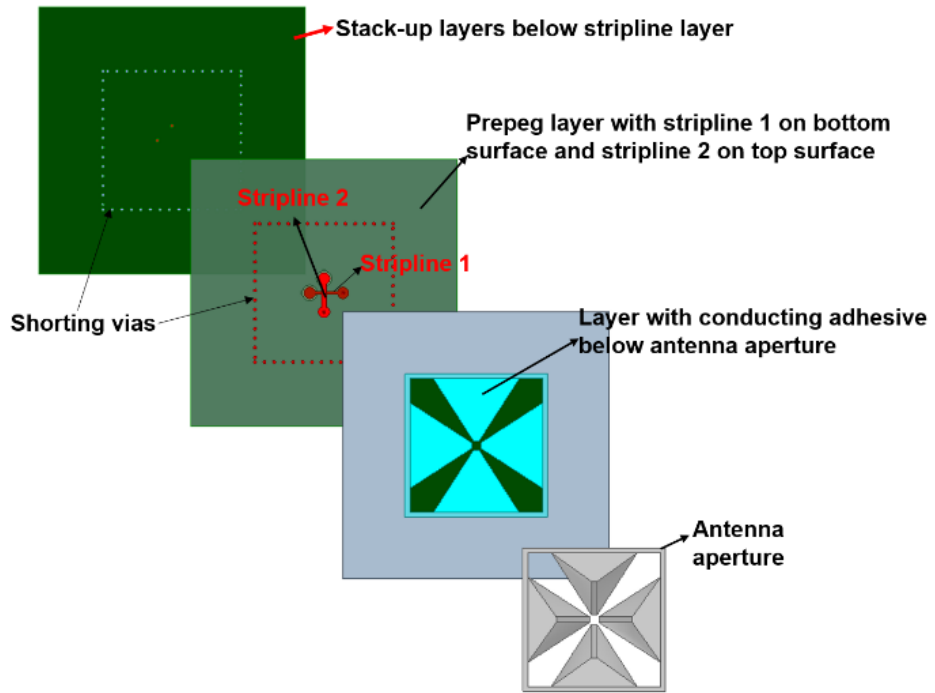 Stack-up layers below stripline layer
Prepeg layer with stripline 1 on bottom
surface and stripline 2 on top surface
Stripline 2
Stripline 1
Shorting vias
Layer with conducting adhesive
below antenna aperture
Antenna
aperture